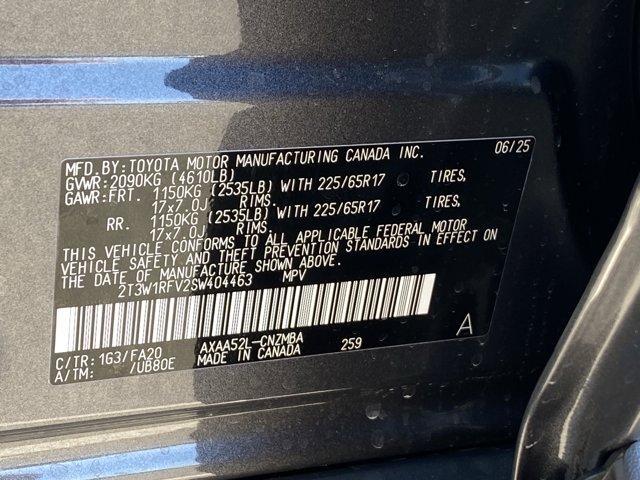 MFD.BY:TOYOTA MOTOR MANUFACTURING CANADA INC. 06/25
GVWR:2090KG (4610LB)
GAWR:FRT. 1150KG (2535LB) WITH 225/65R17 TIRES,
17x7.0J RIMS.
RR. 1150KG (2535LB) WITH 225/65R17 TIRES,
17x7.0J RIMS.
THIS VEHICLE CONFORMS TO ALL APPLICABLE FEDERAL MOTOR
VEHICLE SAFETY AND THEFT PREVENTION STANDARDS IN EFFECT ON
THE DATE OF MANUFACTURE SHOWN ABOVE.
2T3W1RFV2SW404463 MPV
C/TR:1G3/FA20 AXAA52L-CNZMBA 259 A
A/TM: /UB80E MADE IN CANADA